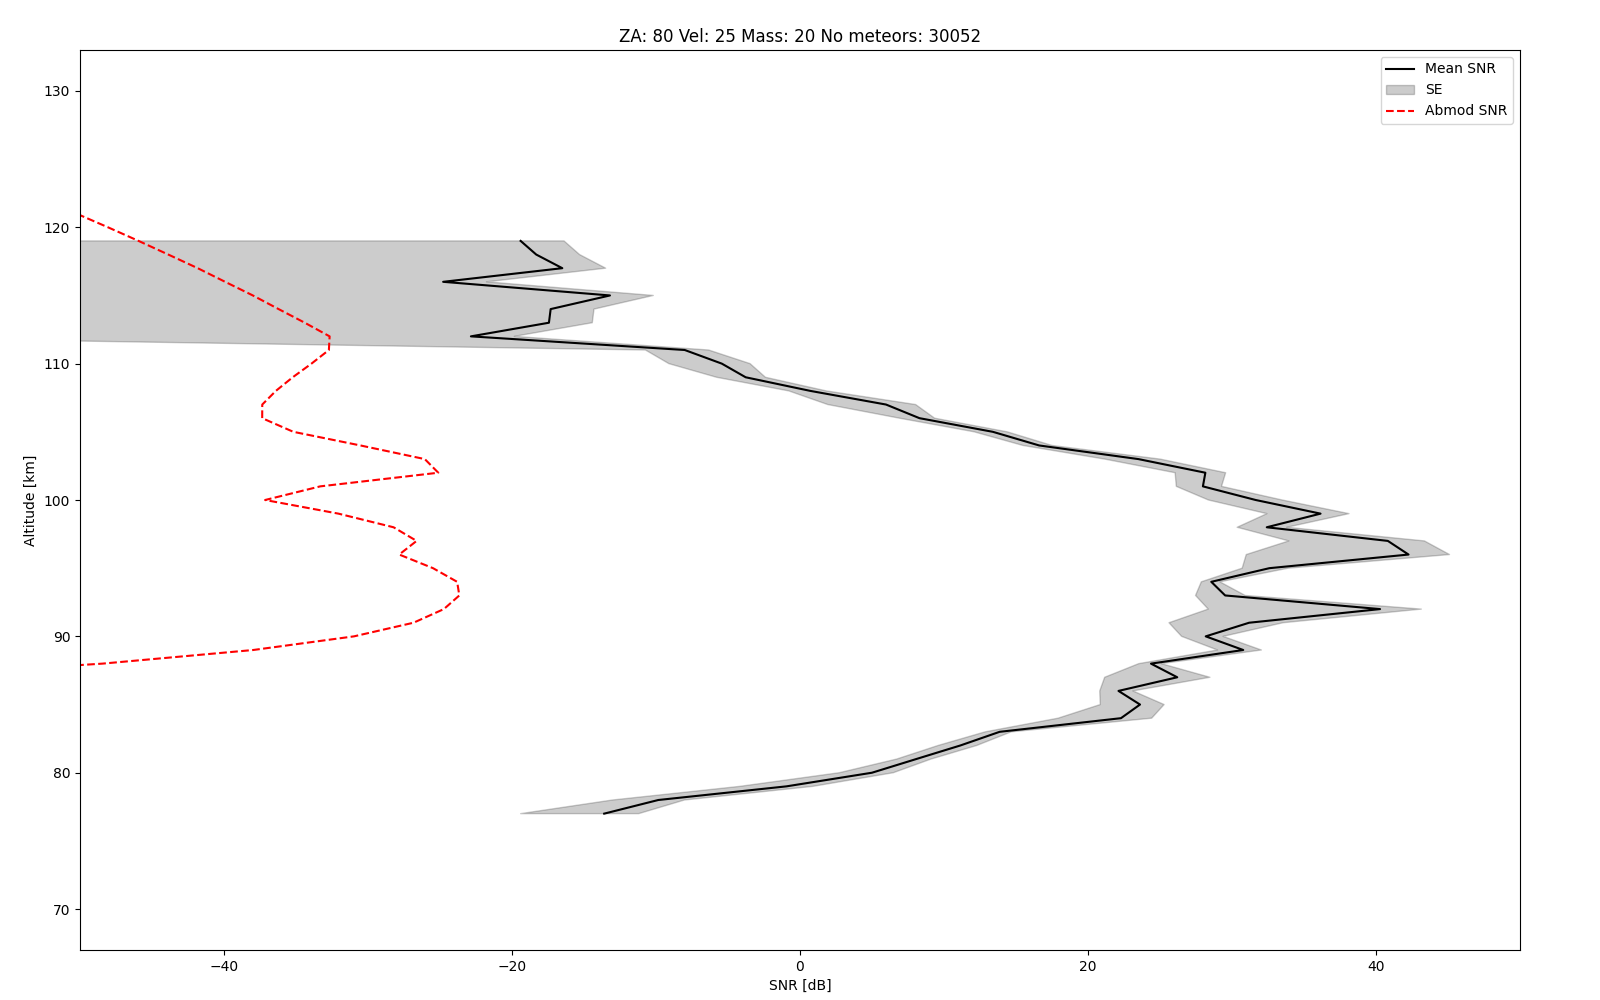 ZA: 80 Vel: 25 Mass: 20 No meteors: 30052
Mean SNR
SE
Abmod SNR
130
120
110
100
90
80
70
Altitude [km]
−40
−20
0
20
40
SNR [dB]